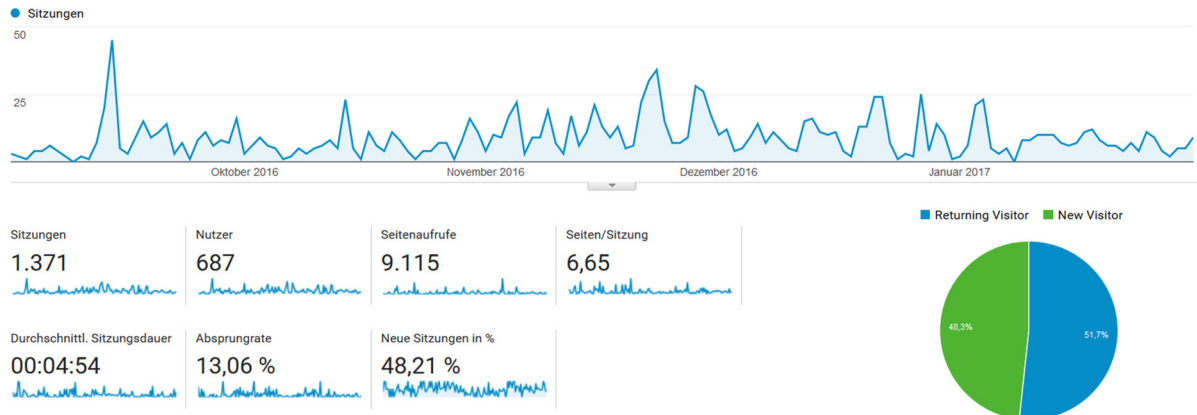 Sitzungen
50
25
Oktober 2016
November 2016
Dezember 2016
Januar 2017
Returning Visitor
New Visitor
Sitzungen
Nutzer
Seitenaufrufe
Seiten/Sitzung
1.371
687
9.115
6,65
48,3%
51,7%
Durchschnittl. Sitzungsdauer
Absprungrate
Neue Sitzungen in %
00:04:54
13,06 %
48,21 %